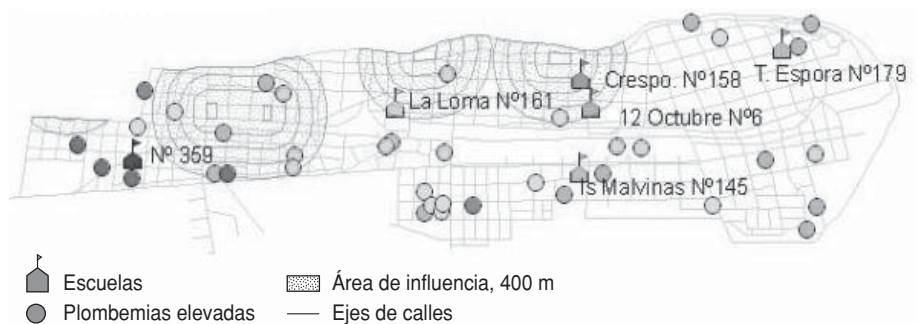 T. Espora Nº179
Crespo. Nº158
La Loma Nº161
12 Octubre Nº6
Nº 359
Is Malvinas Nº145
Escuelas
Área de influencia, 400 m
Plombemias elevadas
Ejes de calles